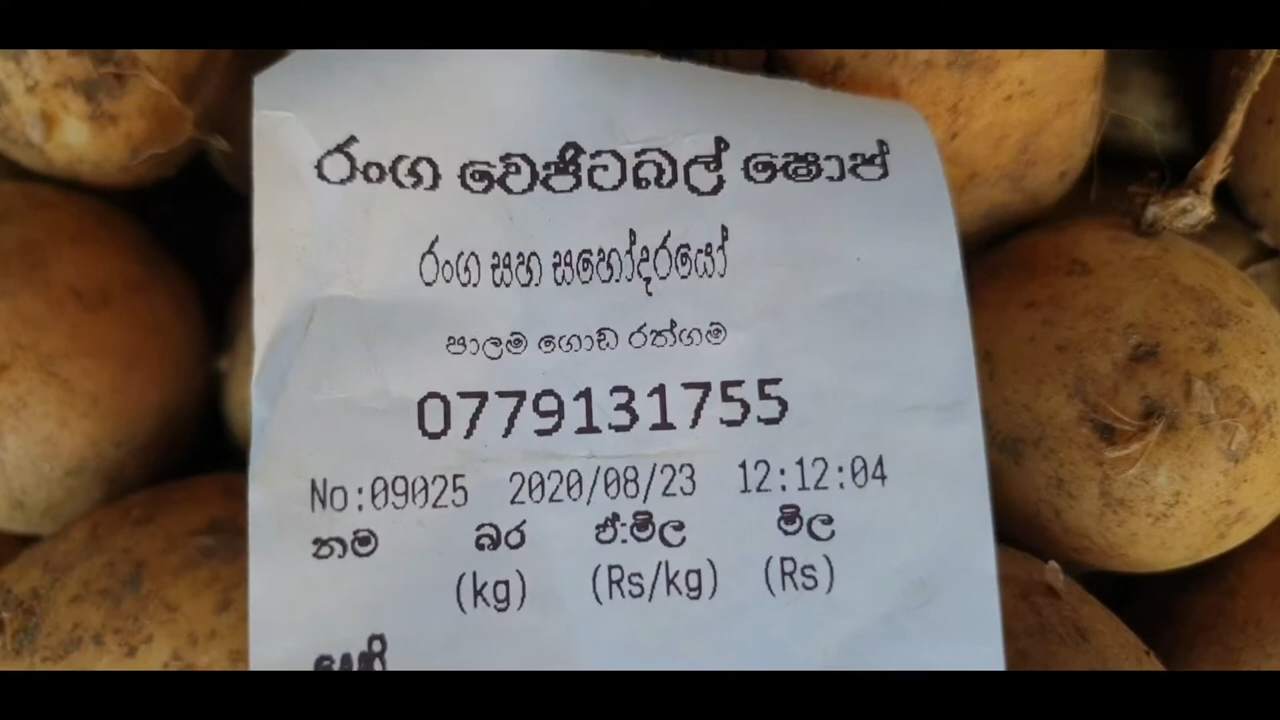 රංග වෙජිටබල් ෂොප්
රංග සහ සහෝදරයෝ
පාලම ගොඩ රත්ගම
0779131755
No:09025 2020/08/23 12:12:04
නම බර ඒ:මිල මිල
(kg) (Rs/kg) (Rs)